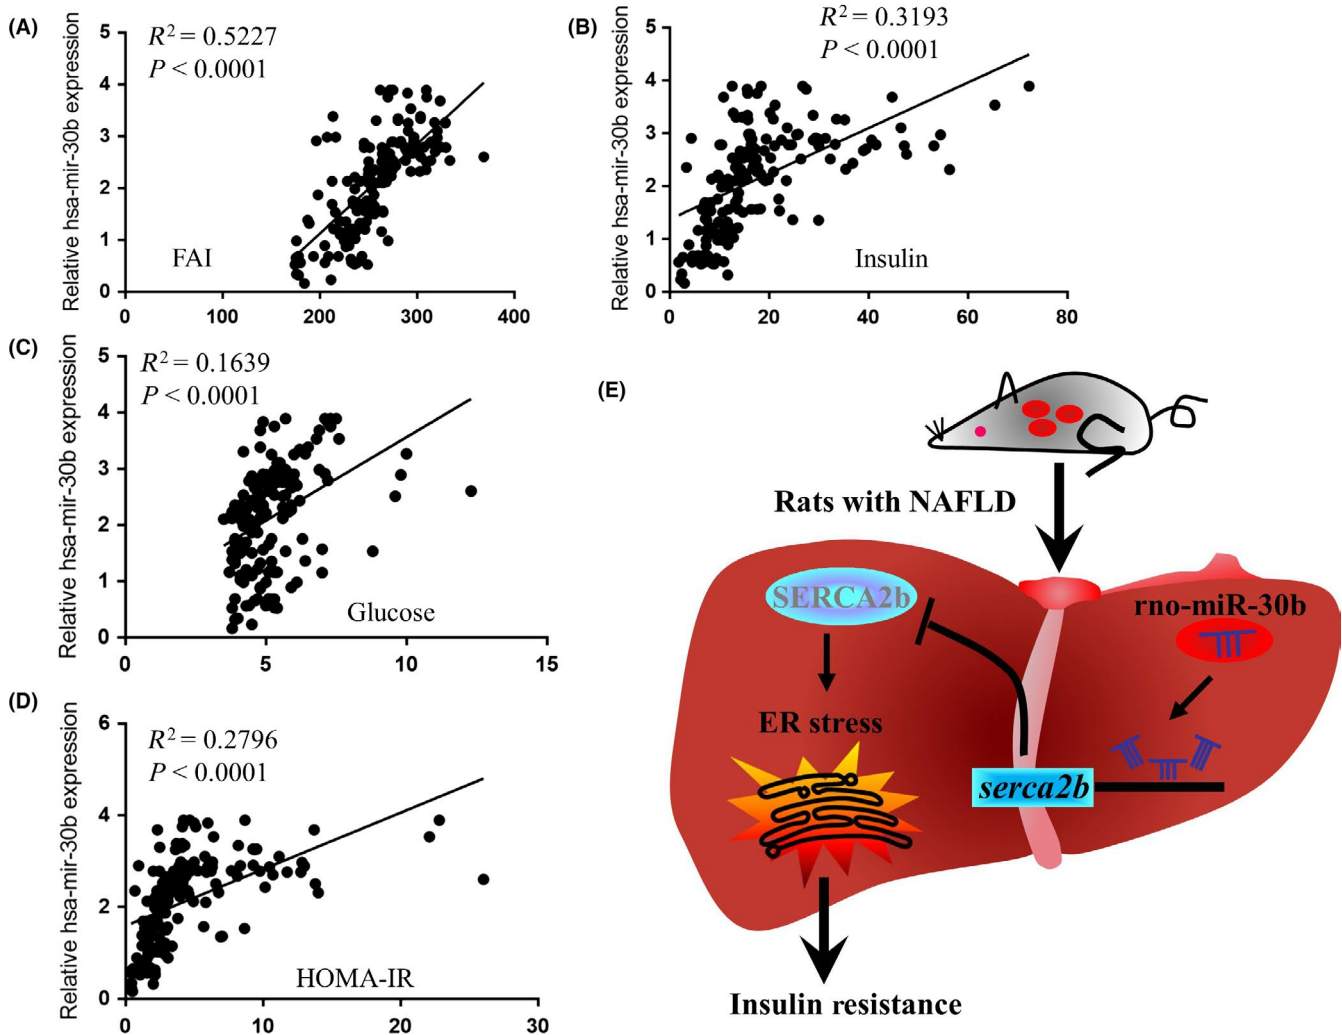 (A)
R² = 0.5227
P < 0.0001
Relative hsa-mir-30b expression
5
4
3
2
1
0
FAI
0 100 200 300 400
(B)
R² = 0.3193
P < 0.0001
Relative hsa-mir-30b expression
5
4
3
2
1
0
Insulin
0 20 40 60 80
(C)
R² = 0.1639
P < 0.0001
Relative hsa-mir-30b expression
5
4
3
2
1
0
Glucose
0 5 10 15
(D)
R² = 0.2796
P < 0.0001
Relative hsa-mir-30b expression
6
4
2
0
HOMA-IR
0 10 20 30
(E)
Rats with NAFLD
SERCA2b
rno-miR-30b
ER stress
serca2b
Insulin resistance